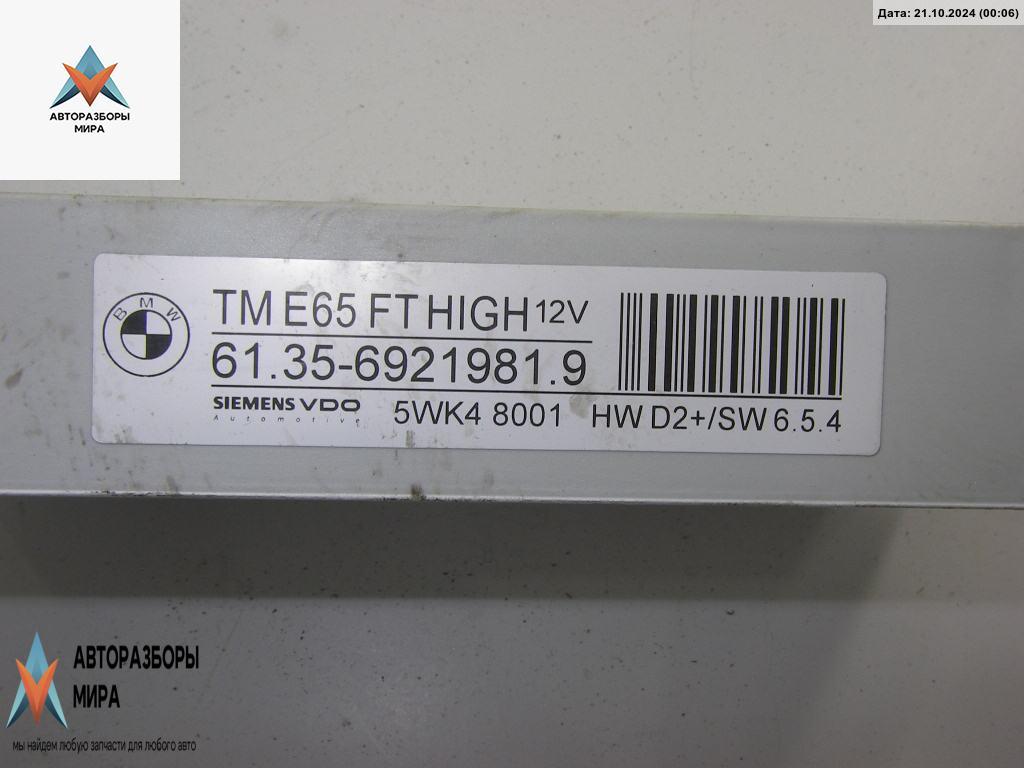 Дата: 21.10.2024 (00:06)
АВТОРАЗБОРЫ
МИРА
BMW
TM E65 FT HIGH 12V
61.35-6921981.9
SIEMENS VDO
Automotive
5WK4 8001 HW D2+/SW 6.5.4
АВТОРАЗБОРЫ
МИРА
мы найдем любую запчасти для любого авто